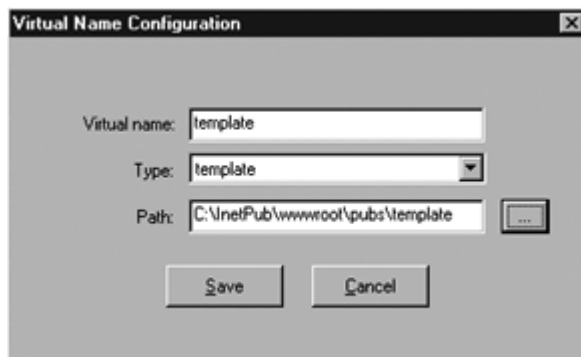 Virtual Name Configuration
Virtual name: template
Type: template
Path: C:\InetPub\wwwroot\pubs\template ...
Save Cancel